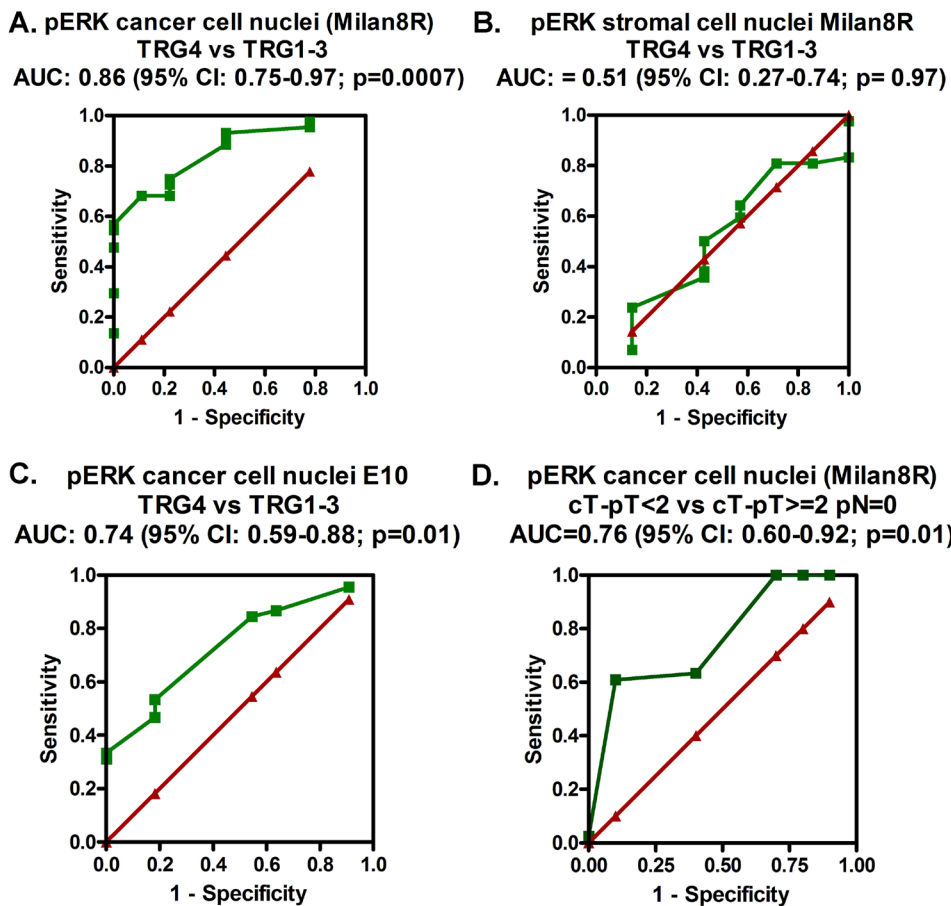 A. pERK cancer cell nuclei (Milan8R)
TRG4 vs TRG1-3
AUC: 0.86 (95% CI: 0.75-0.97; p=0.0007)
1.0
0.8
0.6
0.4
0.2
0.0
Sensitivity
0.0 0.2 0.4 0.6 0.8 1.0
1 - Specificity
B. pERK stromal cell nuclei Milan8R
TRG4 vs TRG1-3
AUC: = 0.51 (95% CI: 0.27-0.74; p= 0.97)
1.0
0.8
0.6
0.4
0.2
0.0
Sensitivity
0.0 0.2 0.4 0.6 0.8 1.0
1 - Specificity
C. pERK cancer cell nuclei E10
TRG4 vs TRG1-3
AUC: 0.74 (95% CI: 0.59-0.88; p=0.01)
1.0
0.8
0.6
0.4
0.2
0.0
Sensitivity
0.0 0.2 0.4 0.6 0.8 1.0
1 - Specificity
D. pERK cancer cell nuclei (Milan8R)
cT-pT<2 vs cT-pT>=2 pN=0
AUC=0.76 (95% CI: 0.60-0.92; p=0.01)
1.0
0.8
0.6
0.4
0.2
0.0
Sensitivity
0.00 0.25 0.50 0.75 1.00
1 - Specificity